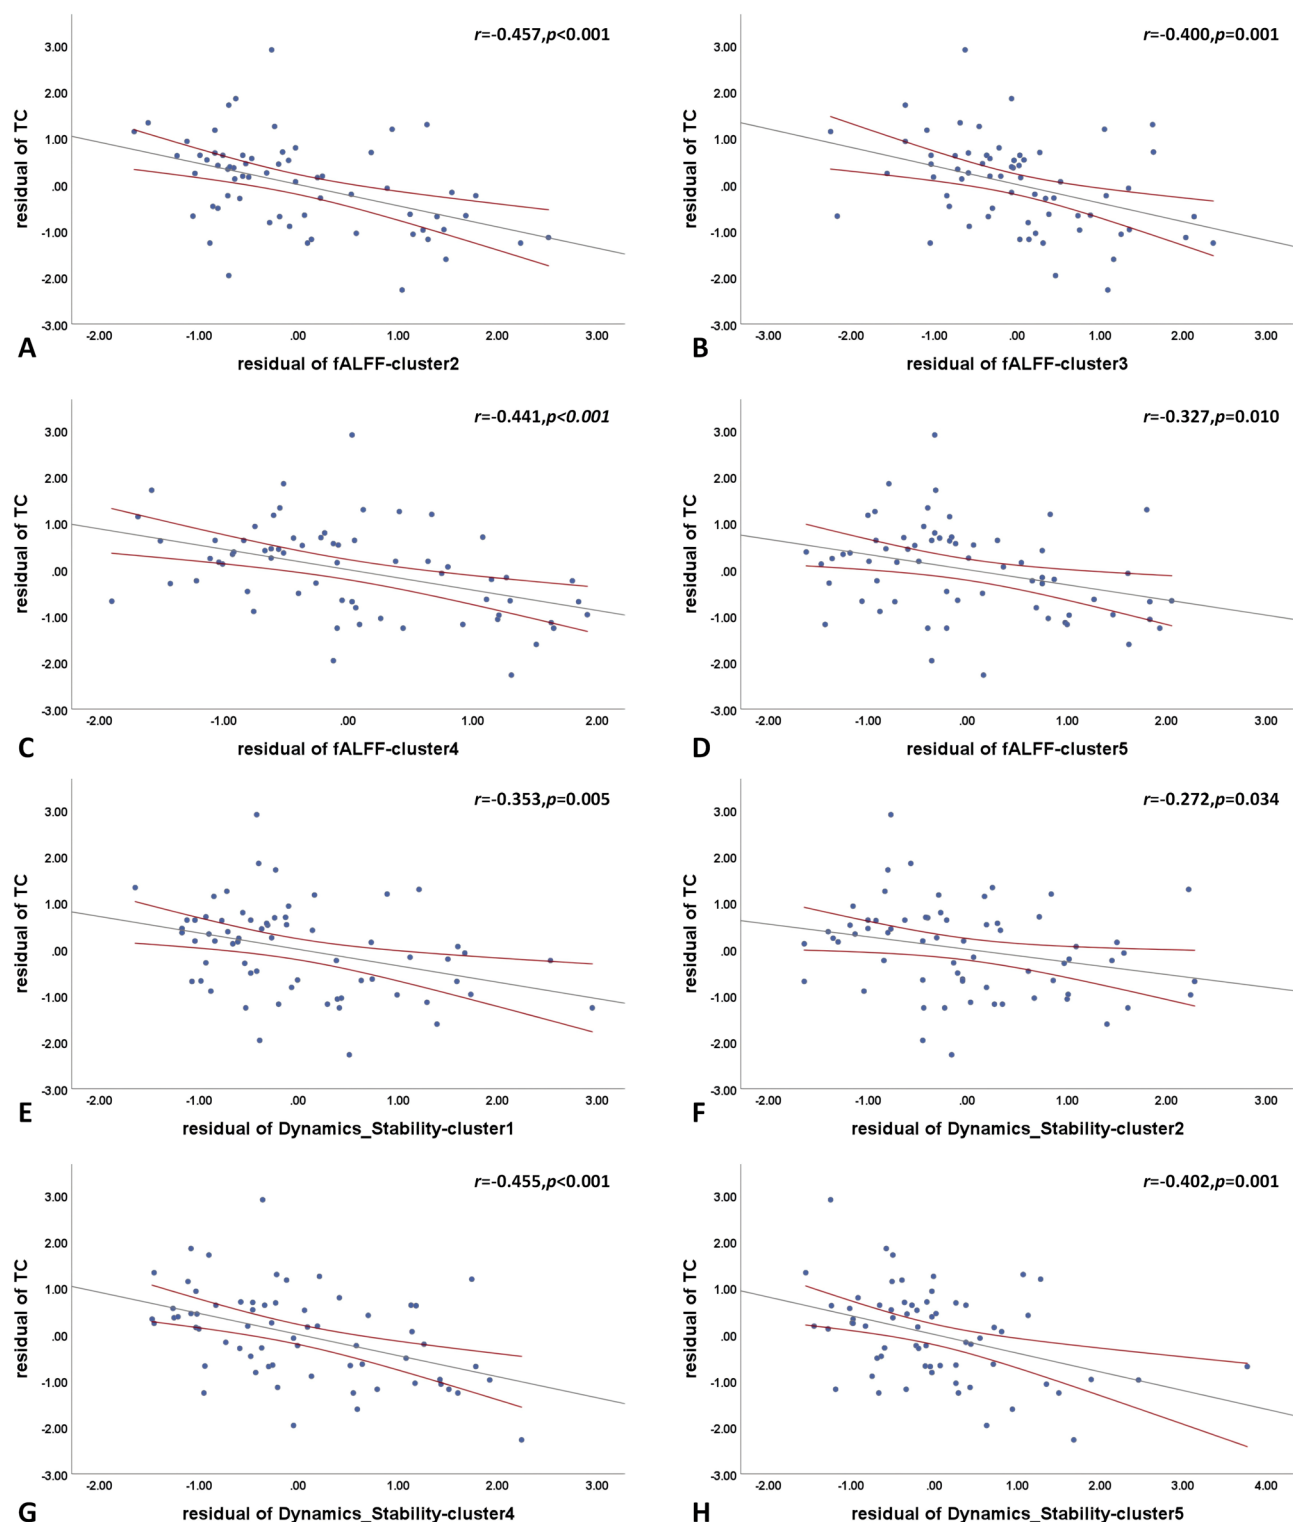 r=-0.457,p<0.001
residual of TC
3.00
2.00
1.00
.00
-1.00
-2.00
-3.00
-2.00 -1.00 .00 1.00 2.00 3.00
A
residual of fALFF-cluster2
r=-0.400,p=0.001
residual of TC
3.00
2.00
1.00
.00
-1.00
-2.00
-3.00
-3.00 -2.00 -1.00 .00 1.00 2.00 3.00
B
residual of fALFF-cluster3
r=-0.441,p<0.001
residual of TC
3.00
2.00
1.00
.00
-1.00
-2.00
-3.00
-2.00 -1.00 .00 1.00 2.00
C
residual of fALFF-cluster4
r=-0.327,p=0.010
residual of TC
3.00
2.00
1.00
.00
-1.00
-2.00
-3.00
-2.00 -1.00 .00 1.00 2.00 3.00
D
residual of fALFF-cluster5
r=-0.353,p=0.005
residual of TC
3.00
2.00
1.00
.00
-1.00
-2.00
-3.00
-2.00 -1.00 .00 1.00 2.00 3.00
E
residual of Dynamics_Stability-cluster1
r=-0.272,p=0.034
residual of TC
3.00
2.00
1.00
.00
-1.00
-2.00
-3.00
-2.00 -1.00 .00 1.00 2.00 3.00
F
residual of Dynamics_Stability-cluster2
r=-0.455,p<0.001
residual of TC
3.00
2.00
1.00
.00
-1.00
-2.00
-3.00
-2.00 -1.00 .00 1.00 2.00 3.00
G
residual of Dynamics_Stability-cluster4
r=-0.402,p=0.001
residual of TC
3.00
2.00
1.00
.00
-1.00
-2.00
-3.00
-2.00 -1.00 .00 1.00 2.00 3.00 4.00
H
residual of Dynamics_Stability-cluster5